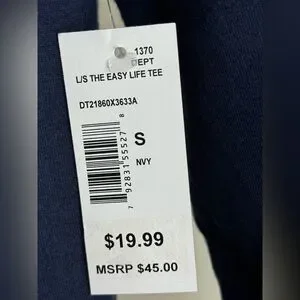 1370
DEPT
L/S THE EASY LIFE TEE
DT21860X3633A
S
NVY
7 92831 55527 8
$19.99
MSRP $45.00